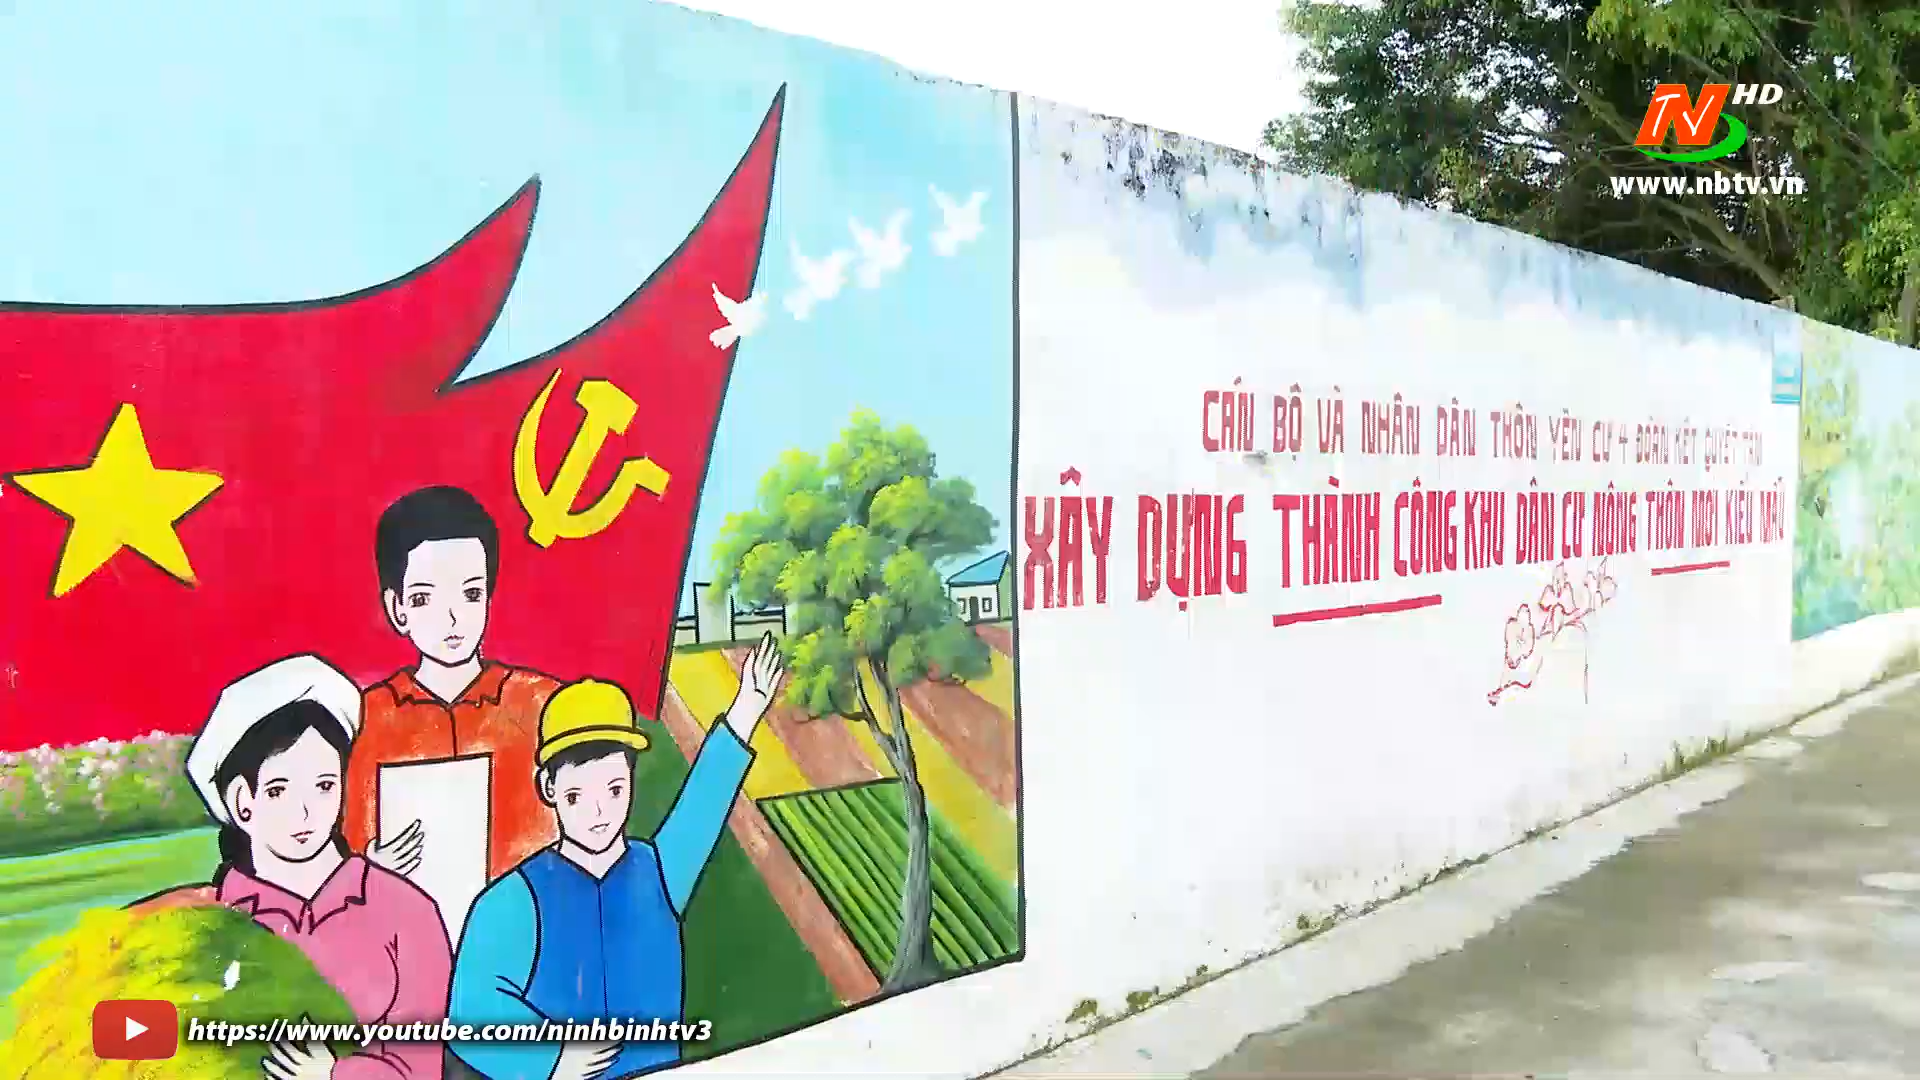 NTV HD
www.nbtv.vn
CÁN BỘ VÀ NHÂN DÂN THÔN YÊN CƯ 4 ĐOÀN KẾT QUYẾT TÂM
XÂY DỰNG THÀNH CÔNG KHU DÂN CƯ NÔNG THÔN MỚI KIỂU MẪU
https://www.youtube.com/ninhbinhtv3